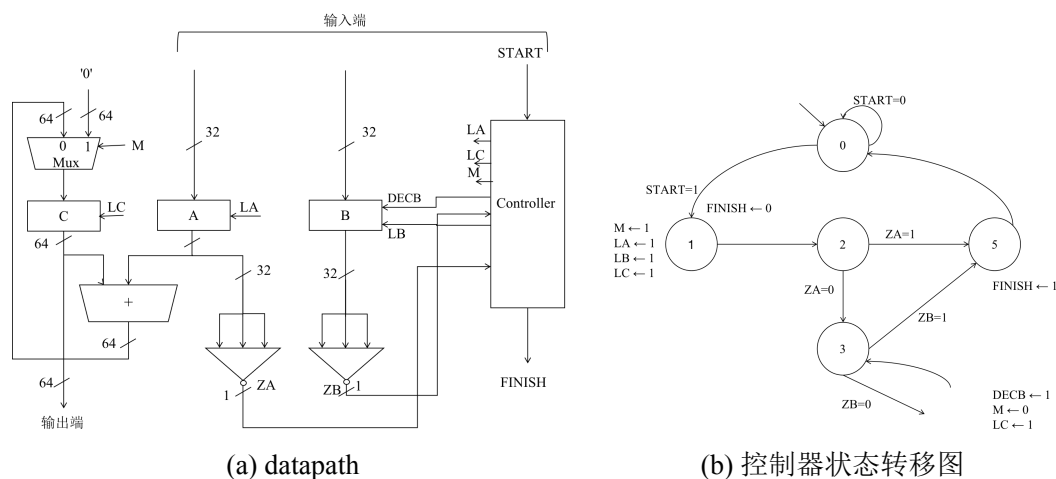 输入端
START
'0'
64
64
32
32
0 1
Mux
M
LA
LC
M
DECB
Controller
C
LC
A
LA
B
LB
64
32
32
+
64
ZA
ZB
1
1
64
FINISH
输出端
(a) datapath
START=0
0
START=1
FINISH ← 0
M ← 1
LA ← 1
LB ← 1
LC ← 1
1
2
ZA=1
5
FINISH ← 1
ZA=0
ZB=1
3
ZB=0
DECB ← 1
M ← 0
LC ← 1
(b) 控制器状态转移图